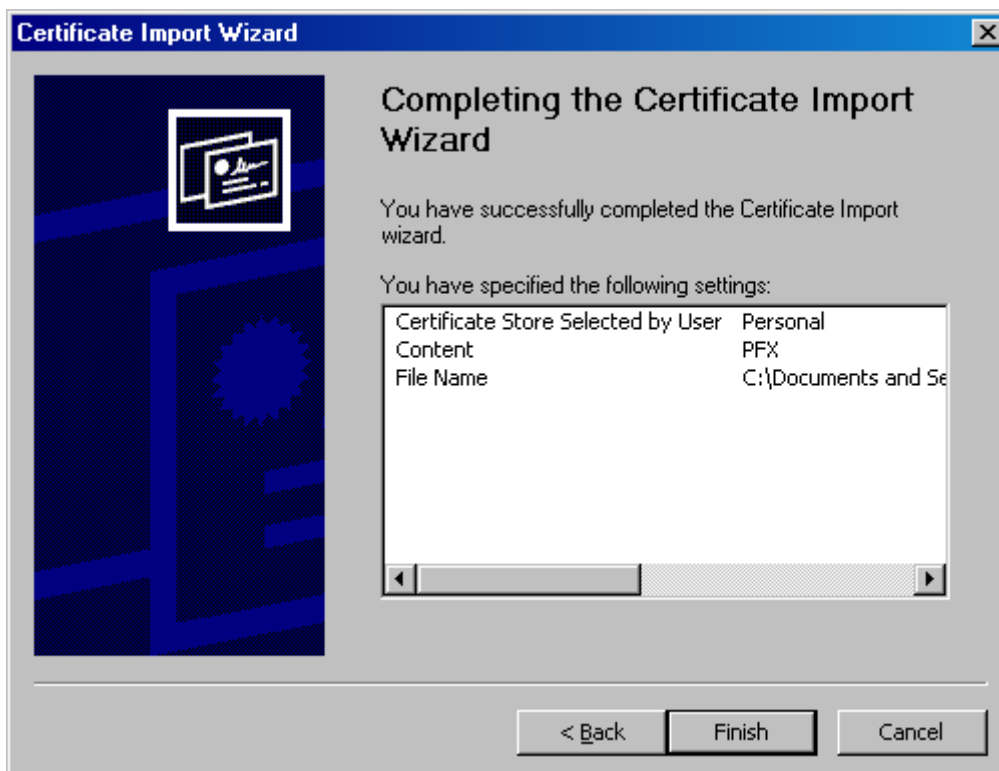 Certificate Import Wizard
Completing the Certificate Import
Wizard
You have successfully completed the Certificate Import
wizard.
You have specified the following settings:
Certificate Store Selected by User Personal
Content PFX
File Name C:\Documents and Se
< Back Finish Cancel